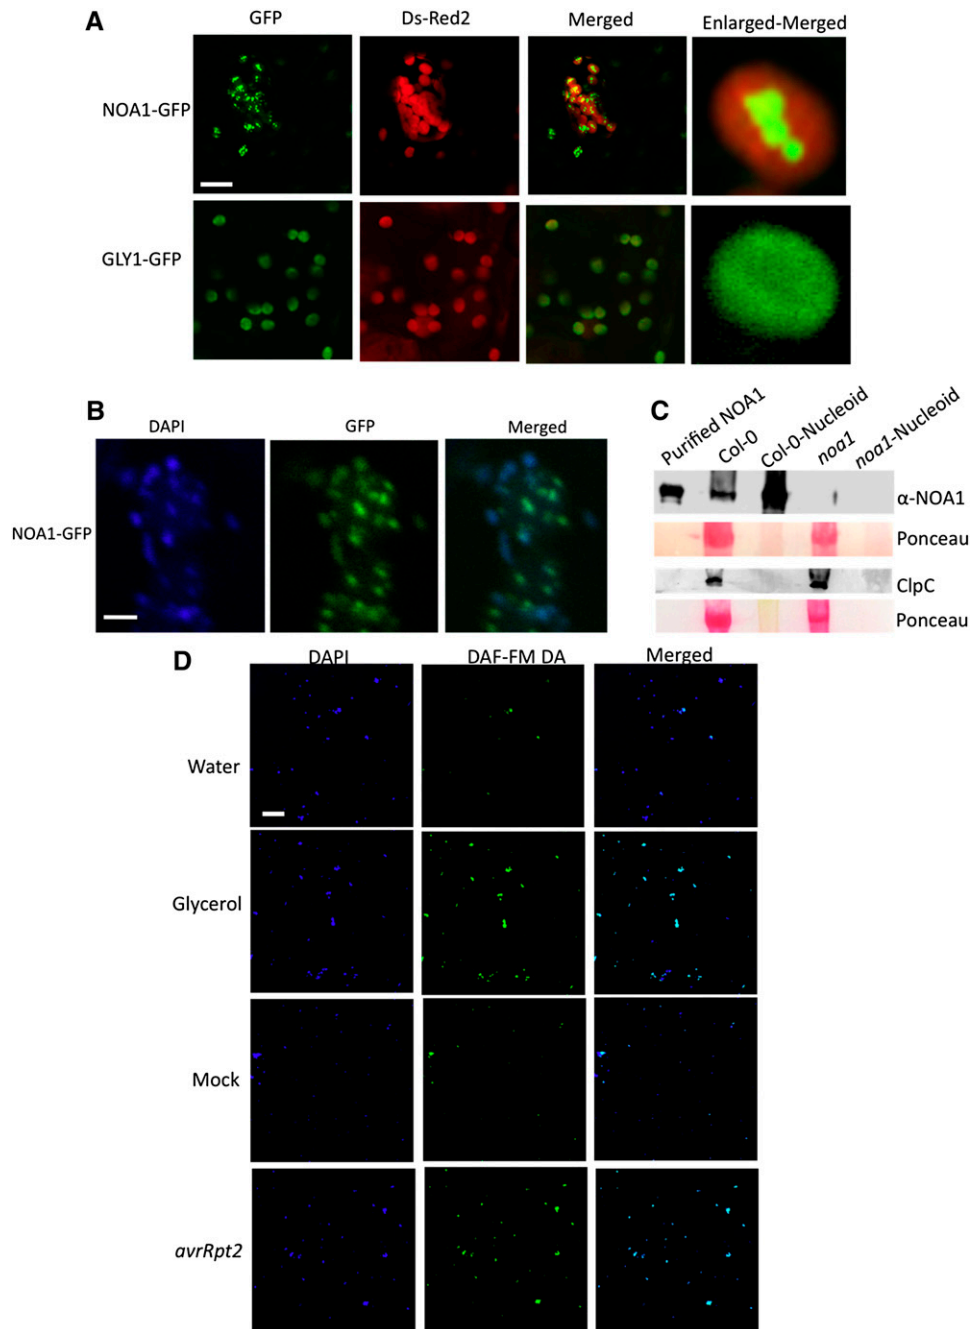 A
GFP Ds-Red2 Merged Enlarged-Merged
NOA1-GFP
GLY1-GFP
B
DAPI GFP Merged
NOA1-GFP
C
Purified NOA1 Col-0 Col-0-Nucleoid noa1 noa1-Nucleoid
α-NOA1
Ponceau
ClpC
Ponceau
D
DAPI DAF-FM DA Merged
Water
Glycerol
Mock
avrRpt2